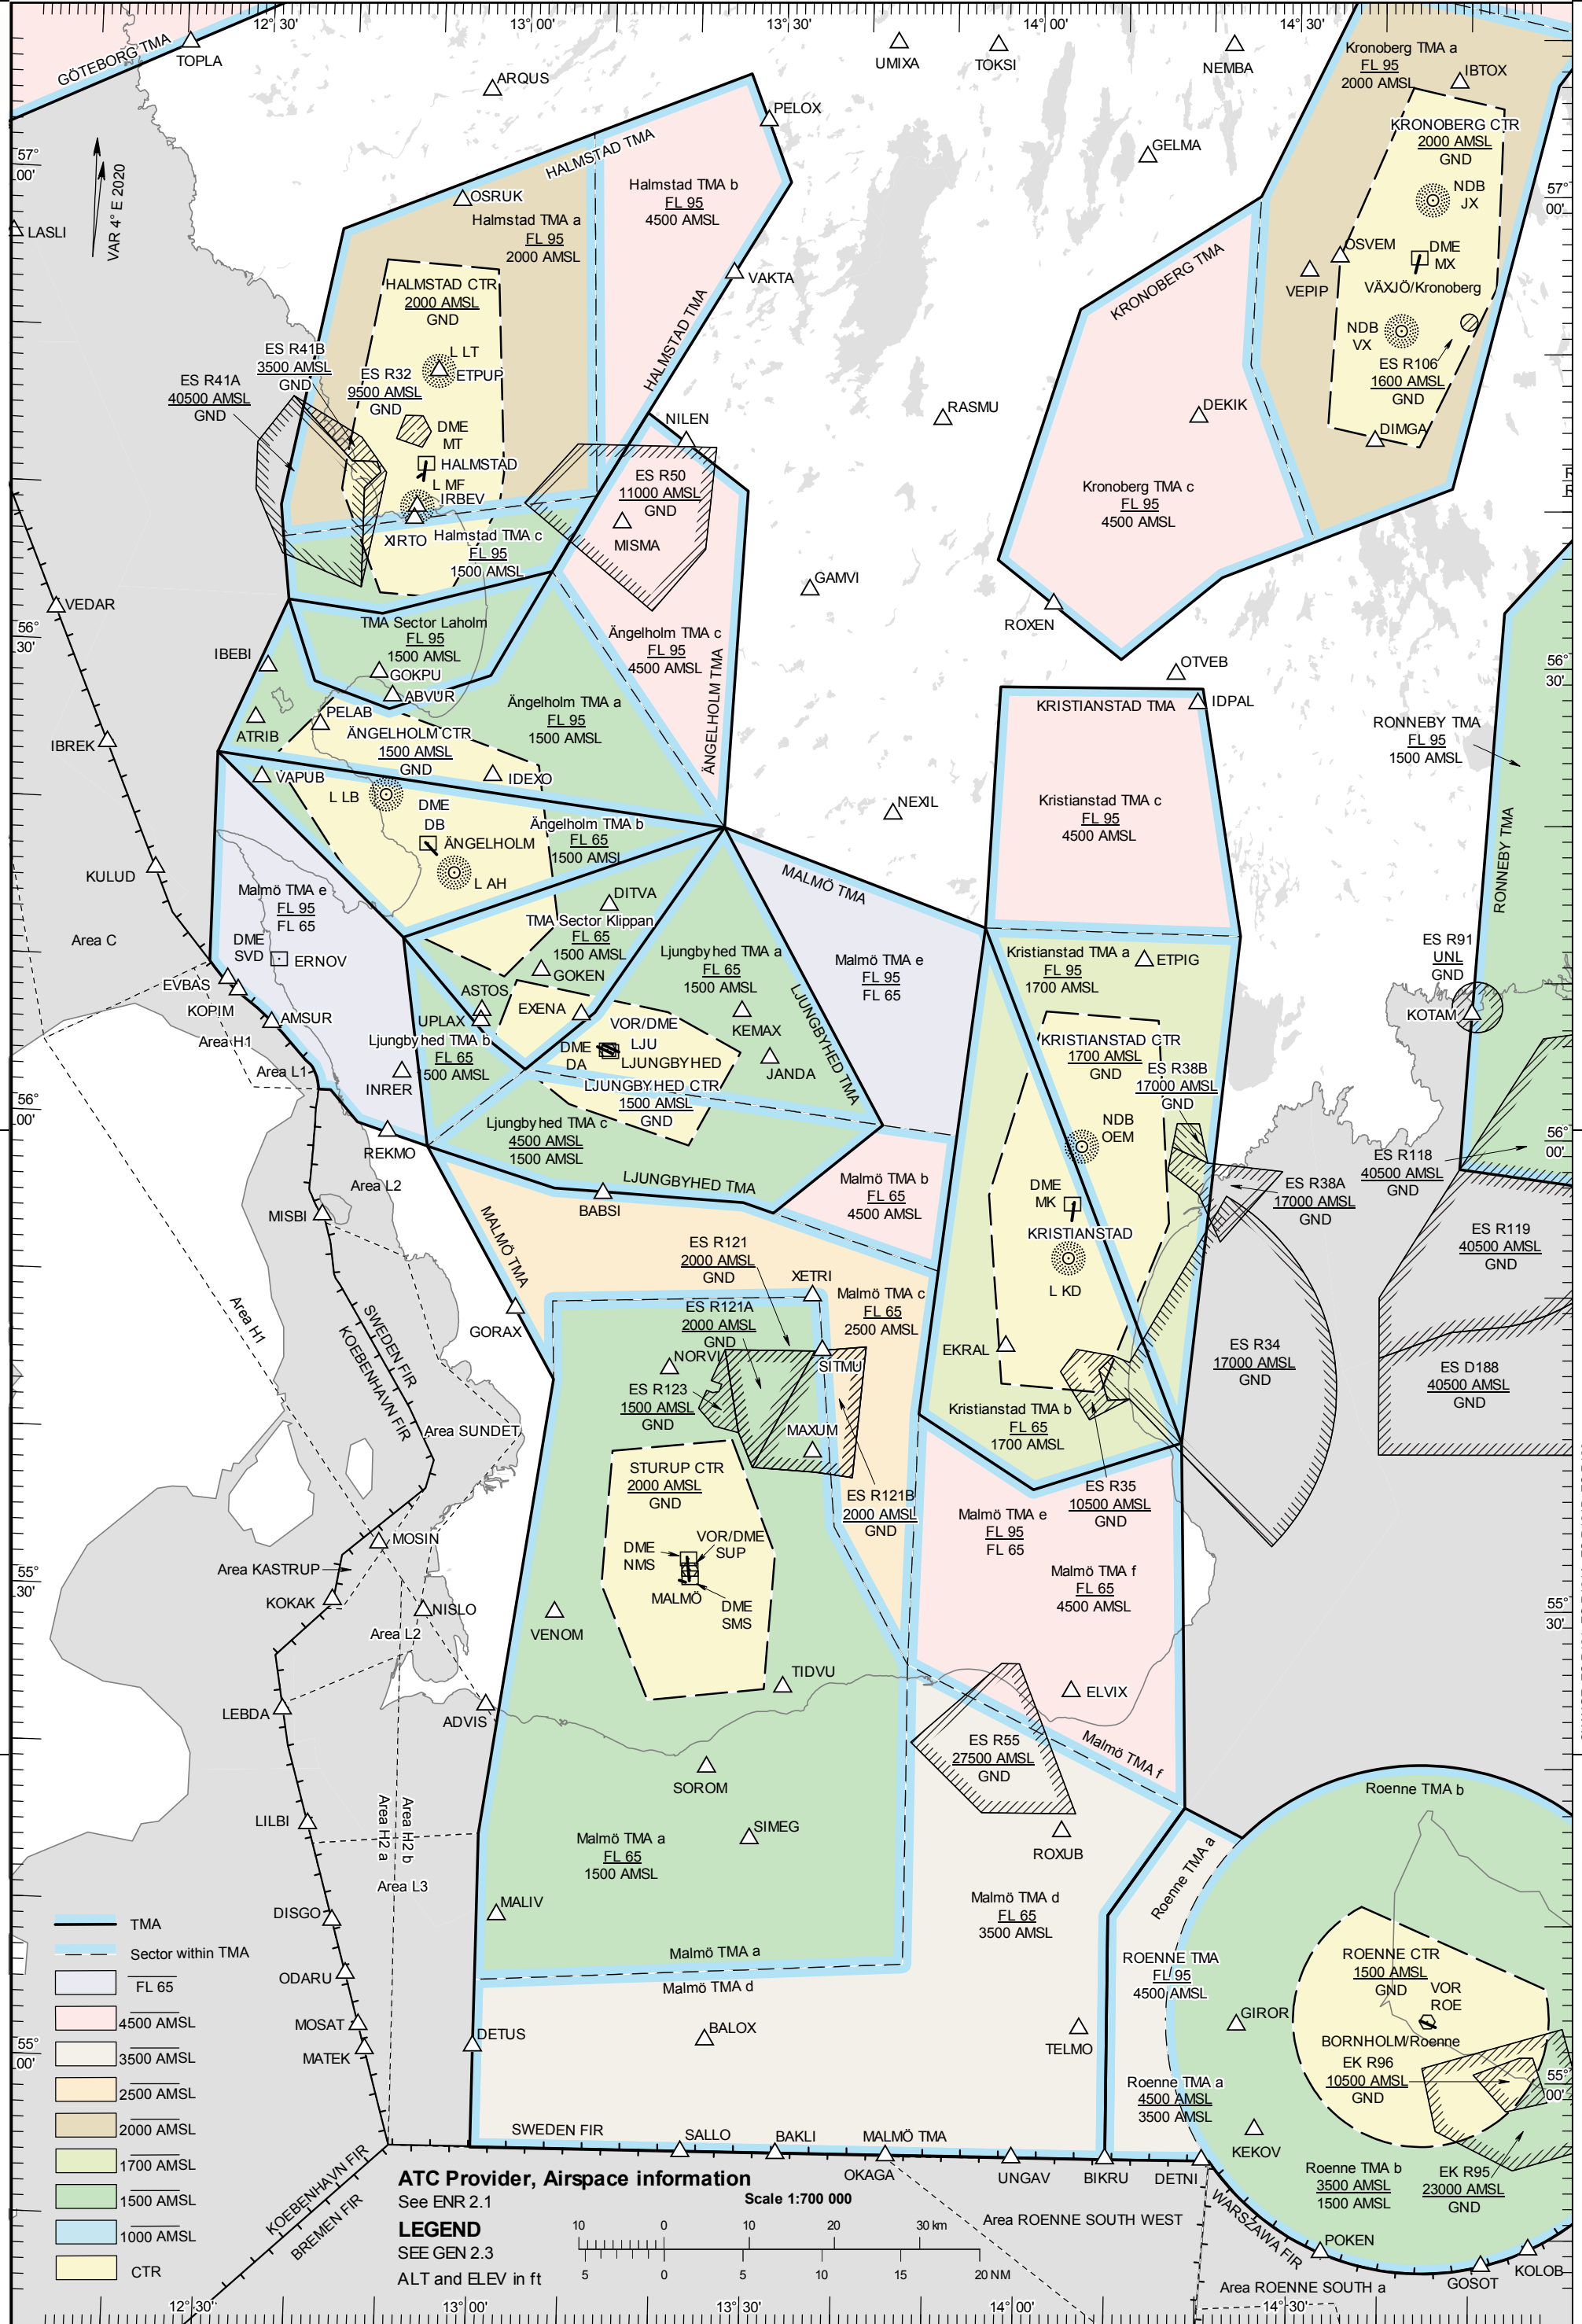 12° 30'
13° 00'
13° 30'
14° 00'
14° 30'
GÖTEBORG TMA
TOPLA
ARQUS
UMIXA
TOKSI
NEMBA
Kronoberg TMA a
FL 95
2000 AMSL
IBTOX
PELOX
GELMA
KRONOBERG CTR
2000 AMSL
GND
57°
00'
VAR 4° E 2020
HALMSTAD TMA
OSRUK
Halmstad TMA a
FL 95
2000 AMSL
Halmstad TMA b
FL 95
4500 AMSL
NDB
JX
57°
00'
LASLI
VAKTA
KRONOBERG TMA
OSVEM
DME
MX
VEPIP
VÄXJÖ/Kronoberg
HALMSTAD CTR
2000 AMSL
GND
HALMSTAD TMA
NDB
VX
ES R106
1600 AMSL
GND
ES R41B
3500 AMSL
GND
L LT
ETPUP
ES R41A
40500 AMSL
GND
ES R32
9500 AMSL
GND
DME
MT
HALMSTAD
NILEN
RASMU
DEKIK
DIMGA
L MF
IRBEV
XIRTO
Halmstad TMA c
FL 95
1500 AMSL
ES R50
11000 AMSL
GND
MISMA
Kronoberg TMA c
FL 95
4500 AMSL
R
R
GAMVI
VEDAR
ROXEN
56°
30'
TMA Sector Laholm
FL 95
1500 AMSL
Ängelholm TMA c
FL 95
4500 AMSL
IBEBI
GOKPU
ABVUR
OTVEB
56°
30'
IDPAL
KRISTIANSTAD TMA
PELAB
ATRIB
Ängelholm TMA a
FL 95
1500 AMSL
ÄNGELHOLM TMA
RONNEBY TMA
FL 95
1500 AMSL
IBREK
ÄNGELHOLM CTR
1500 AMSL
GND
VAPUB
IDEXO
L LB
DME
DB
ÄNGELHOLM
L AH
Ängelholm TMA b
FL 65
1500 AMSL
NEXIL
Kristianstad TMA c
FL 95
4500 AMSL
RONNEBY TMA
KULUD
MALMÖ TMA
Malmö TMA e
FL 95
FL 65
DITVA
TMA Sector Klippan
FL 65
1500 AMSL
GOKEN
Area C
DME
SVD
ERNOV
Ljungbyhed TMA a
FL 65
1500 AMSL
Malmö TMA e
FL 95
FL 65
Kristianstad TMA a
FL 95
1700 AMSL
ETPIG
ES R91
UNL
GND
KOTAM
EVBAS
KOPIM
AMSUR
ASTOS
UPLAX
EXENA
KEMAX
LJUNGBYHED TMA
Area H1
Ljungbyhed TMA b
FL 65
1500 AMSL
VOR/DME
LJU
LJUNGBYHED
DME
DA
JANDA
KRISTIANSTAD CTR
1700 AMSL
GND
ES R38B
17000 AMSL
GND
Area L1
INRER
LJUNGBYHED CTR
1500 AMSL
GND
NDB
OEM
56°
00'
Ljungbyhed TMA c
4500 AMSL
1500 AMSL
REKMO
56°
00'
ES R118
40500 AMSL
GND
ES R38A
17000 AMSL
GND
LJUNGBYHED TMA
Malmö TMA b
FL 65
4500 AMSL
DME
MK
KRISTIANSTAD
Area L2
BABSI
MISBI
MALMÖ TMA
ES R119
40500 AMSL
ES R121
2000 AMSL
GND
XETRI
Malmö TMA c
FL 65
2500 AMSL
L KD
Area H1
SWEDEN FIR
KOEBENHAVN FIR
GORAX
ES R121A
2000 AMSL
GND
NORVI
SITMU
EKRAL
ES R34
17000 AMSL
GND
ES D188
40500 AMSL
GND
ES R123
1500 AMSL
GND
MAXUM
Kristianstad TMA b
FL 65
1700 AMSL
Area SUNDET
STURUP CTR
2000 AMSL
GND
ES R121B
2000 AMSL
GND
ES R35
10500 AMSL
GND
Malmö TMA e
FL 95
FL 65
MOSIN
DME
NMS
VOR/DME
SUP
MALMÖ
DME
SMS
Area KASTRUP
Malmö TMA f
FL 65
4500 AMSL
55°
30'
KOKAK
NISLO
VENOM
55°
30'
Area L2
TIDVU
ELVIX
LEBDA
ADVIS
ES R55
27500 AMSL
GND
Malmö TMA f
SOROM
Roenne TMA b
LILBI
Area H2 a
Area H2 b
Malmö TMA a
FL 65
1500 AMSL
SIMEG
ROXUB
Area L3
Roenne TMA a
MALIV
Malmö TMA d
FL 65
3500 AMSL
DISGO
TMA
Sector within TMA
Malmö TMA a
Malmö TMA d
ROENNE TMA
FL 95
4500 AMSL
ROENNE CTR
1500 AMSL
GND
VOR
ROE
ODARU
FL 65
4500 AMSL
MOSAT
MATEK
DETUS
BALOX
TELMO
GIROR
BORNHOLM/Roenne
EK R96
10500 AMSL
GND
55°
00'
55°
00'
3500 AMSL
2500 AMSL
2000 AMSL
1700 AMSL
1500 AMSL
1000 AMSL
CTR
Roenne TMA a
4500 AMSL
3500 AMSL
SWEDEN FIR
SALLO
BAKLI
MALMÖ TMA
OKAGA
UNGAV
BIKRU
DETNI
KEKOV
Roenne TMA b
3500 AMSL
1500 AMSL
EK R95
23000 AMSL
GND
KOEBENHAVN FIR
BREMEN FIR
WARSZAWA FIR
ATC Provider, Airspace information
See ENR 2.1
Scale 1:700 000
LEGEND
SEE GEN 2.3
ALT and ELEV in ft
10 0 10 20 30 km
5 0 5 10 15 20 NM
Area ROENNE SOUTH WEST
POKEN
GOSOT
KOLOB
Area ROENNE SOUTH a
12° 30'
13° 00'
13° 30'
14° 00'
14° 30'